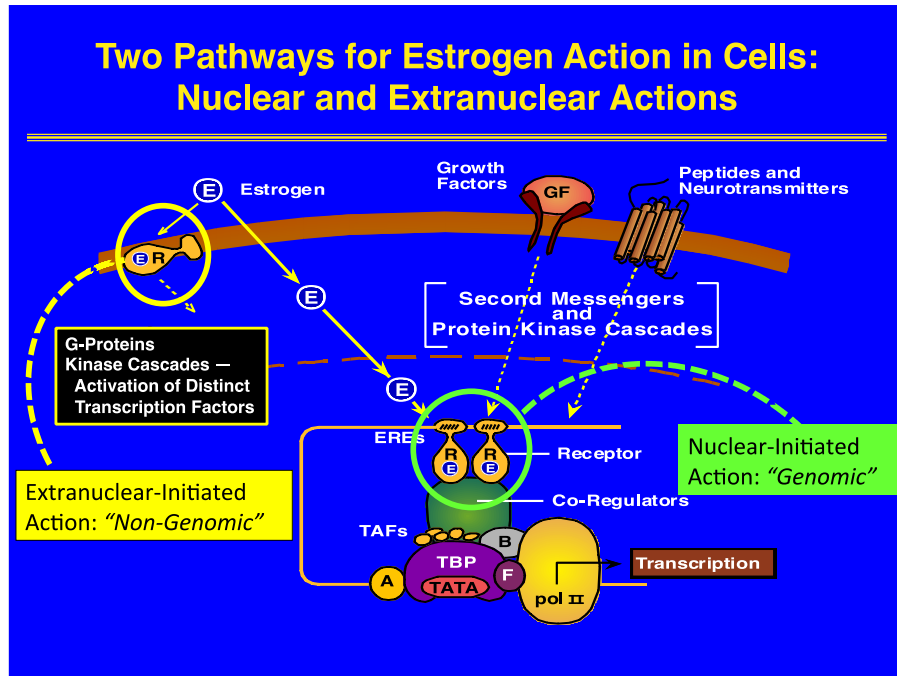 Two Pathways for Estrogen Action in Cells:
Nuclear and Extranuclear Actions
Growth
Factors
GF
Peptides and
Neurotransmitters
E
Estrogen
E R
E
Second Messengers
and
Protein Kinase Cascades
G-Proteins
Kinase Cascades —
Activation of Distinct
Transcription Factors
E
EREs
R
E
R
E
Receptor
Nuclear-Initiated
Action: “Genomic”
Extranuclear-Initiated
Action: “Non-Genomic”
Co-Regulators
TAFs
B
TBP
F
A
TATA
pol II
Transcription